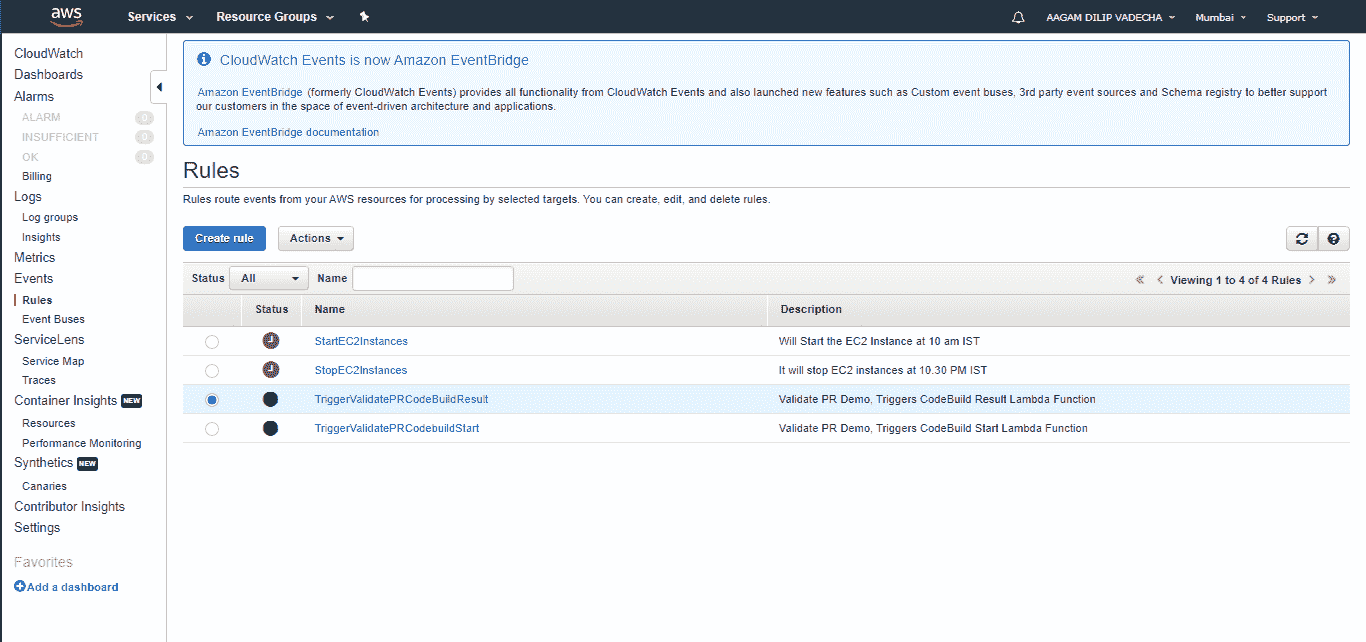 aws Services Resource Groups AAGAM DILIP VADECHA Mumbai Support
CloudWatch
Dashboards
Alarms
ALARM 0
INSUFFICIENT 0
OK 0
Billing
Logs
Log groups
Insights
Metrics
Events
Rules
Event Buses
ServiceLens
Service Map
Traces
Container Insights NEW
Resources
Performance Monitoring
Synthetics NEW
Canaries
Contributor Insights
Settings
Favorites
Add a dashboard
CloudWatch Events is now Amazon EventBridge
Amazon EventBridge (formerly CloudWatch Events) provides all functionality from CloudWatch Events and also launched new features such as Custom event buses, 3rd party event sources and Schema registry to better support
our customers in the space of event-driven architecture and applications.
Amazon EventBridge documentation
Rules
Rules route events from your AWS resources for processing by selected targets. You can create, edit, and delete rules.
Create rule Actions
Status All Name Viewing 1 to 4 of 4 Rules
Status Name Description
StartEC2Instances Will Start the EC2 Instance at 10 am IST
StopEC2Instances It will stop EC2 instances at 10.30 PM IST
TriggerValidatePRCodeBuildResult Validate PR Demo, Triggers CodeBuild Result Lambda Function
TriggerValidatePRCodebuildStart Validate PR Demo, Triggers CodeBuild Start Lambda Function